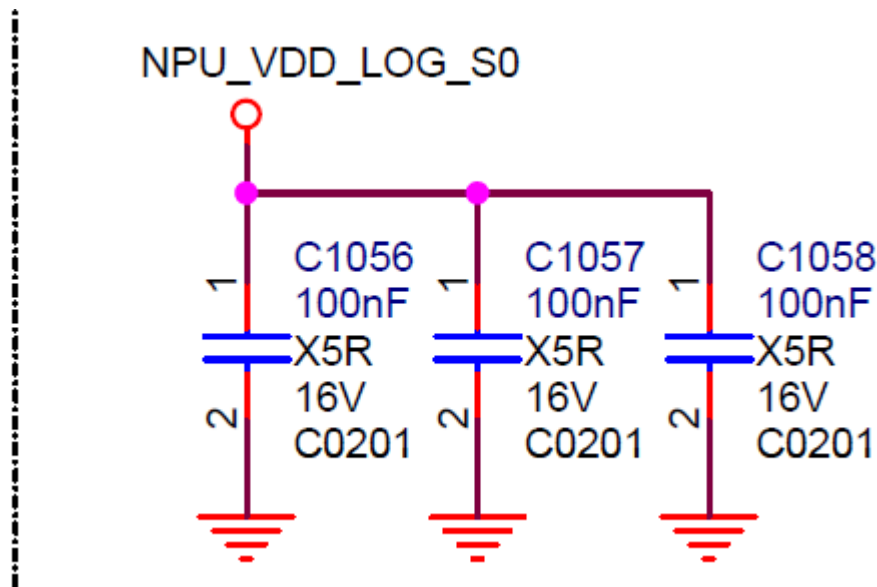 NPU_VDD_LOG_S0
1
C1056
100nF
X5R
16V
C0201
2
1
C1057
100nF
X5R
16V
C0201
2
1
C1058
100nF
X5R
16V
C0201
2